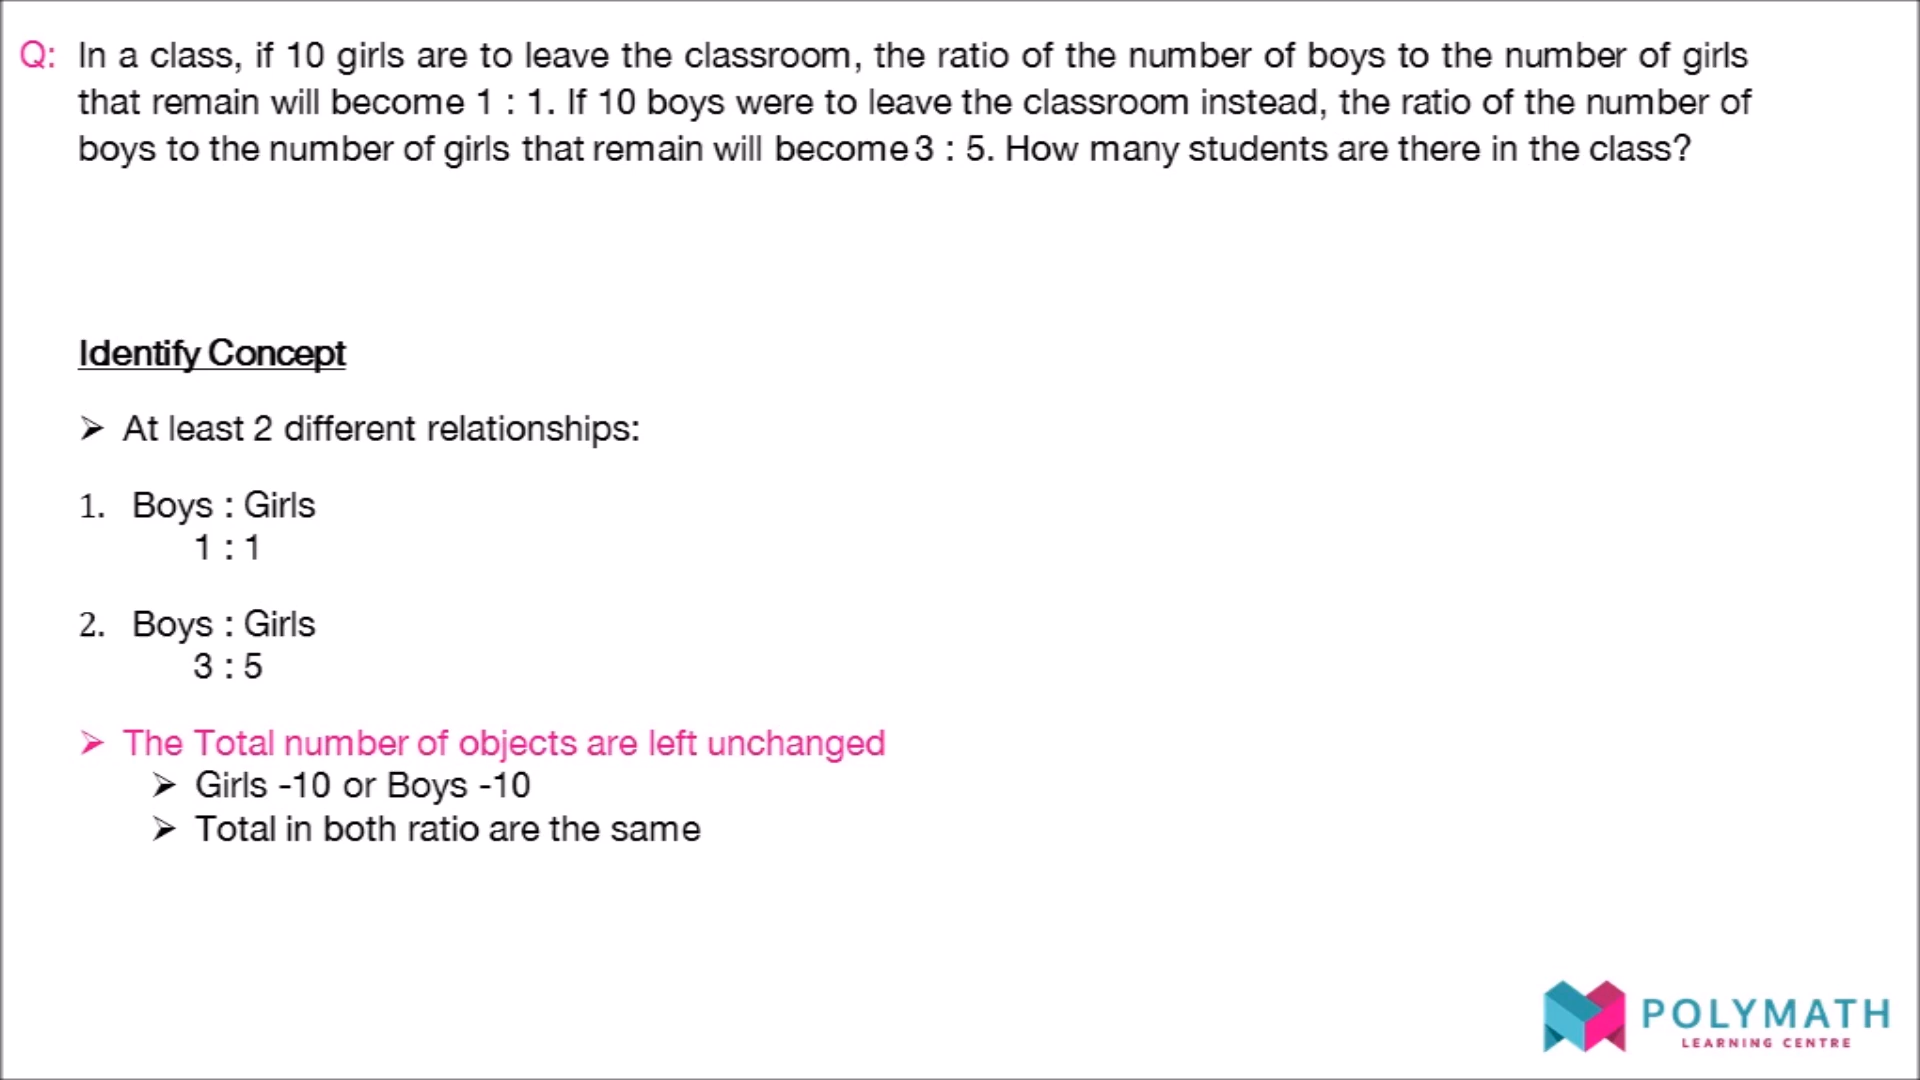 Q: In a class, if 10 girls are to leave the classroom, the ratio of the number of boys to the number of girls
that remain will become 1 : 1. If 10 boys were to leave the classroom instead, the ratio of the number of
boys to the number of girls that remain will become 3 : 5. How many students are there in the class?
Identify Concept
➢ At least 2 different relationships:
1. Boys : Girls
1 : 1
2. Boys : Girls
3 : 5
➢ The Total number of objects are left unchanged
➢ Girls -10 or Boys -10
➢ Total in both ratio are the same
POLYMATH
LEARNING CENTRE